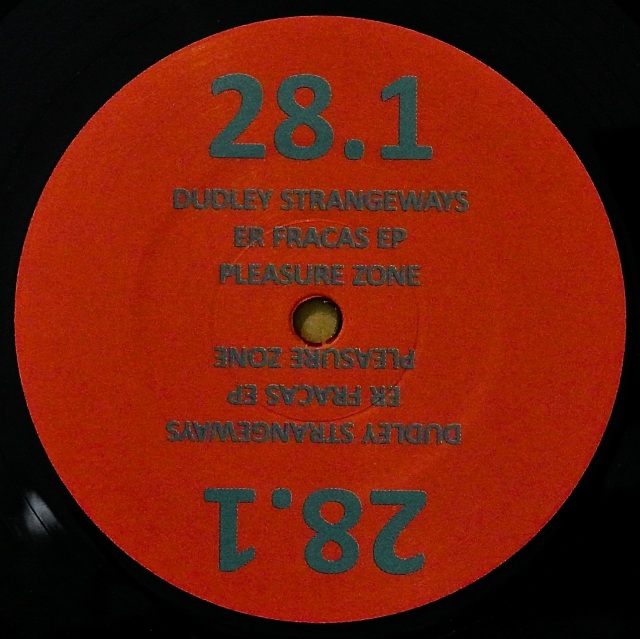 28.1
DUDLEY STRANGEWAYS
ER FRACAS EP
PLEASURE ZONE
PLEASURE ZONE
ER FRACAS EP
DUDLEY STRANGEWAYS
28.1